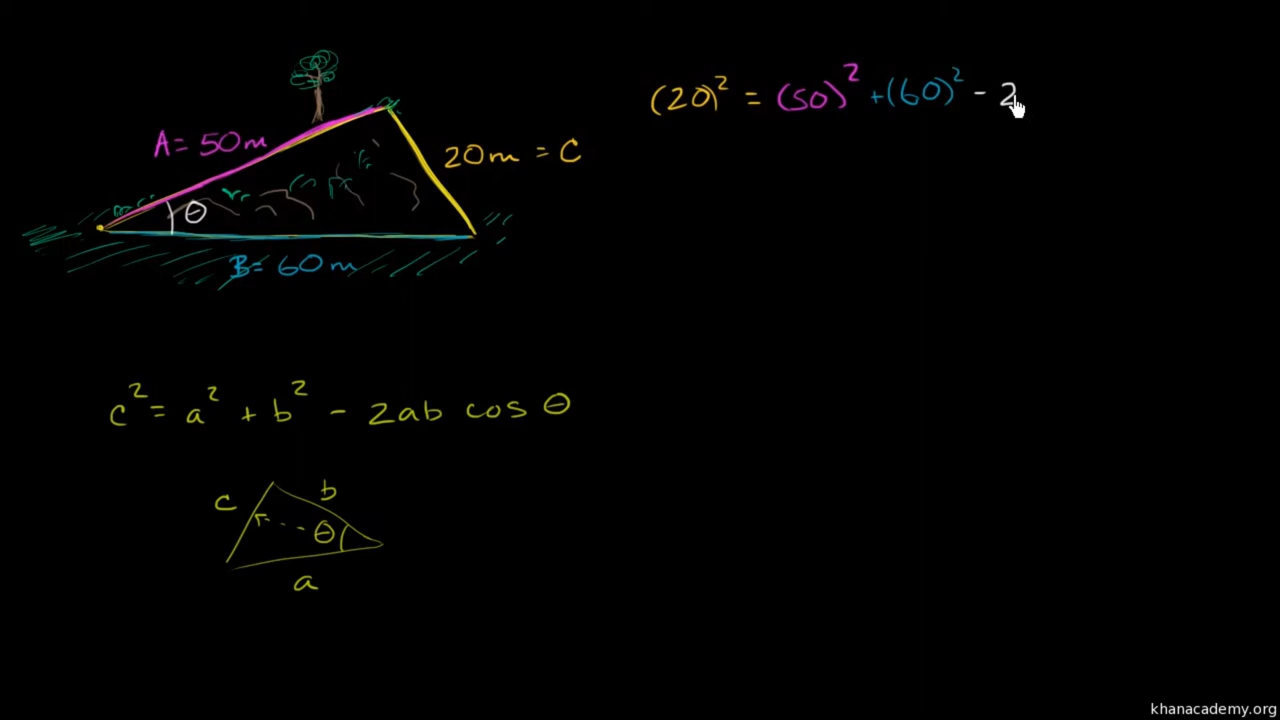 (20)² = (50)² + (60)² - 2
A = 50m
20m = C
θ
B = 60m
c² = a² + b² - 2ab cos θ
c
b
θ
a
khanacademy.org